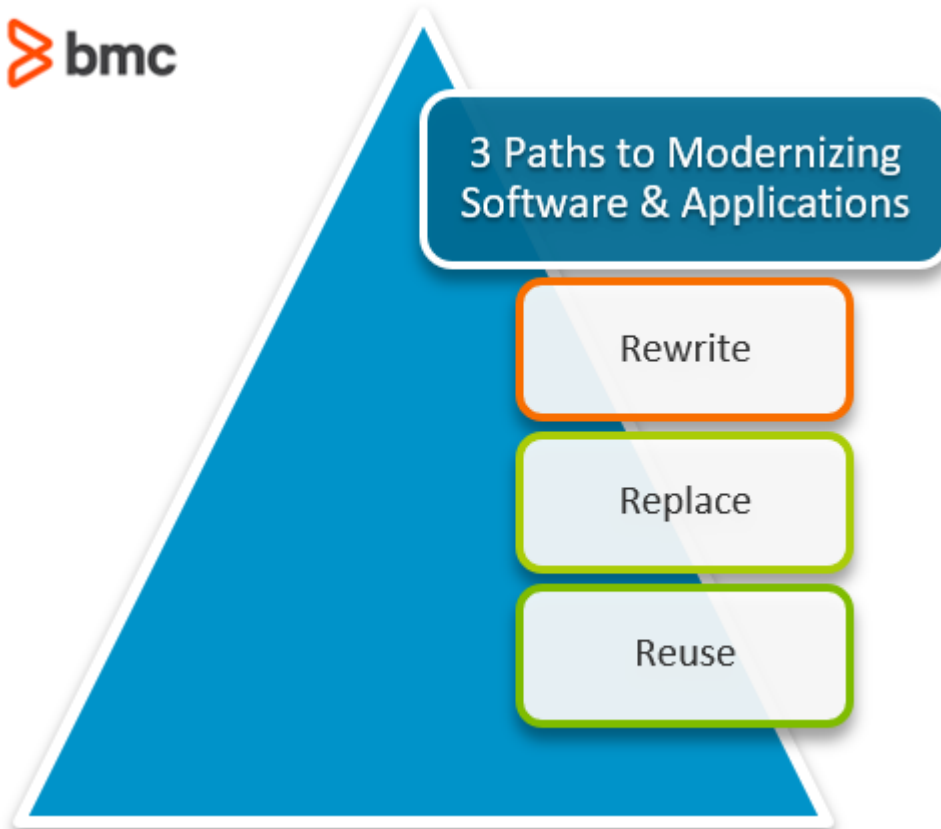 bmc
3 Paths to Modernizing
Software & Applications
Rewrite
Replace
Reuse